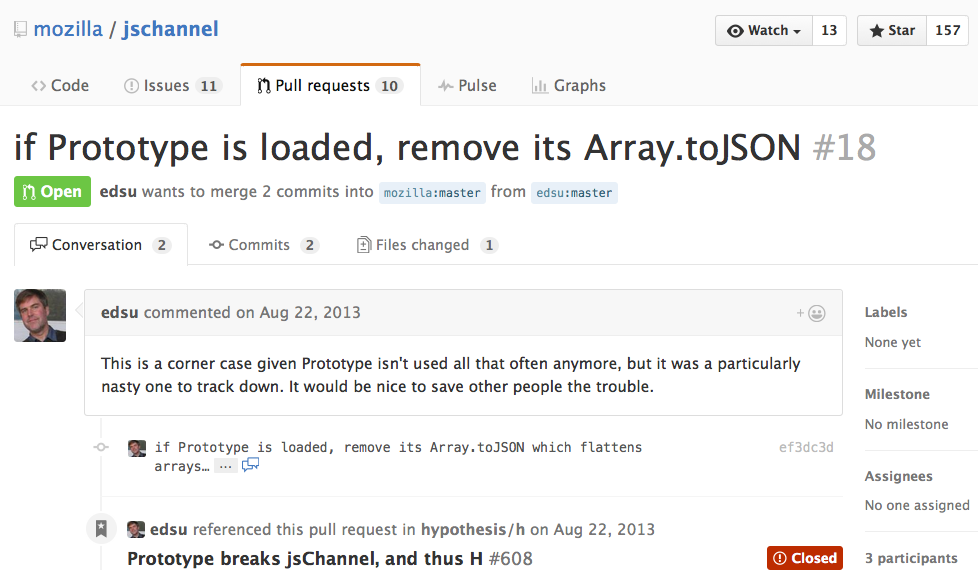 mozilla / jschannel
Watch 13 Star 157
Code Issues 11 Pull requests 10 Pulse Graphs
if Prototype is loaded, remove its Array.toJSON #18
Open edsu wants to merge 2 commits into mozilla:master from edsu:master
Conversation 2 Commits 2 Files changed 1
edsu commented on Aug 22, 2013 +
This is a corner case given Prototype isn't used all that often anymore, but it was a particularly
nasty one to track down. It would be nice to save other people the trouble.
Labels
None yet
Milestone
No milestone
Assignees
No one assigned
3 participants
if Prototype is loaded, remove its Array.toJSON which flattens ef3dc3d
arrays… …
edsu referenced this pull request in hypothesis/h on Aug 22, 2013
Prototype breaks jsChannel, and thus H #608 Closed